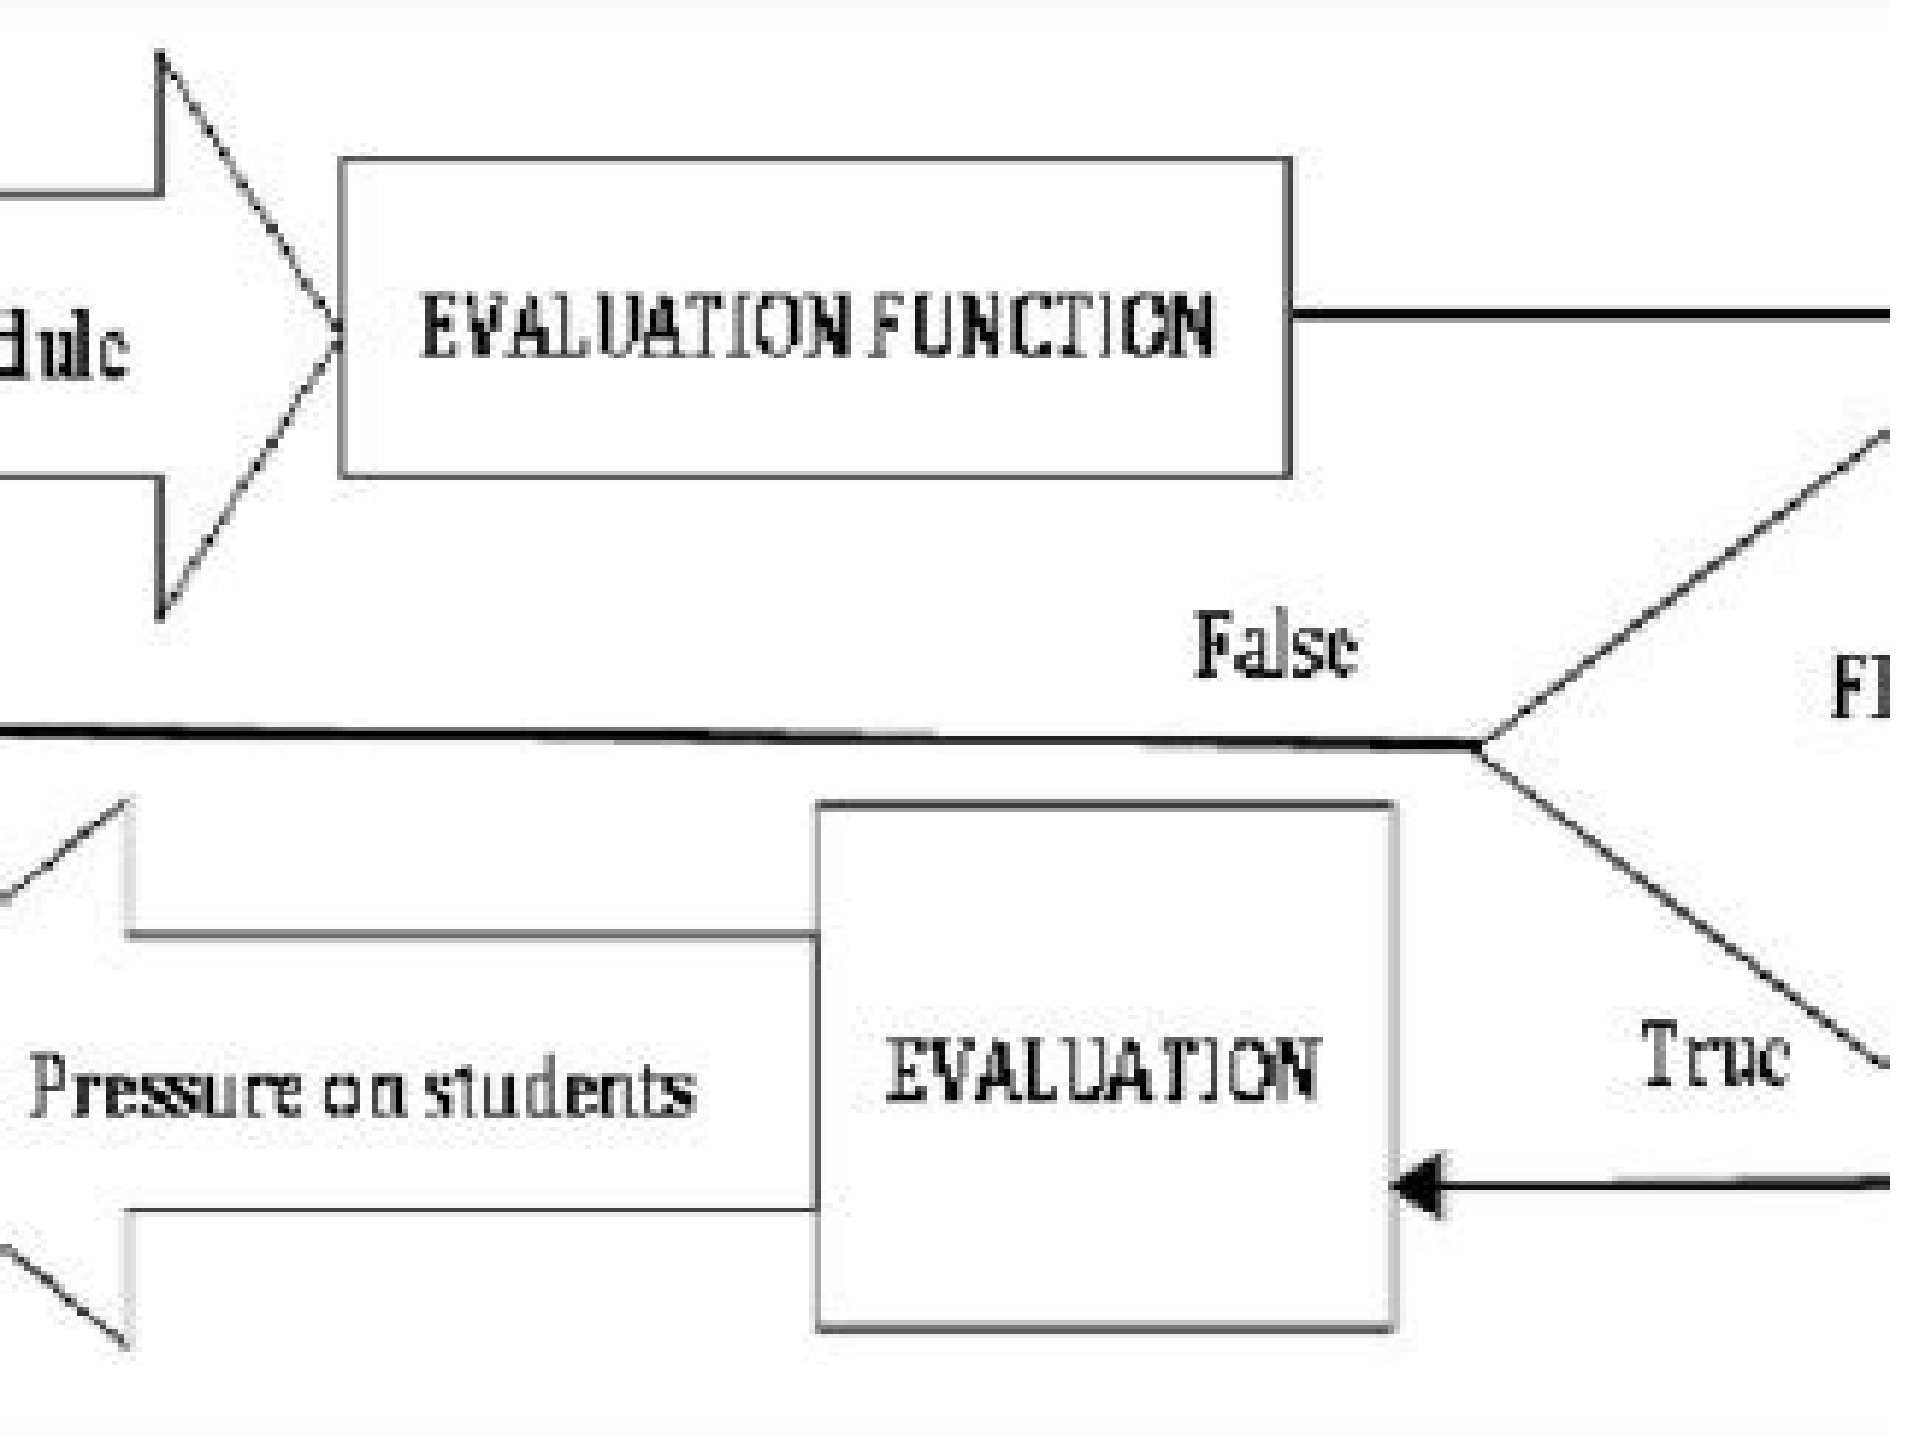 dule
EVALUATION FUNCTION
False
Pressure on students
EVALUATION
True